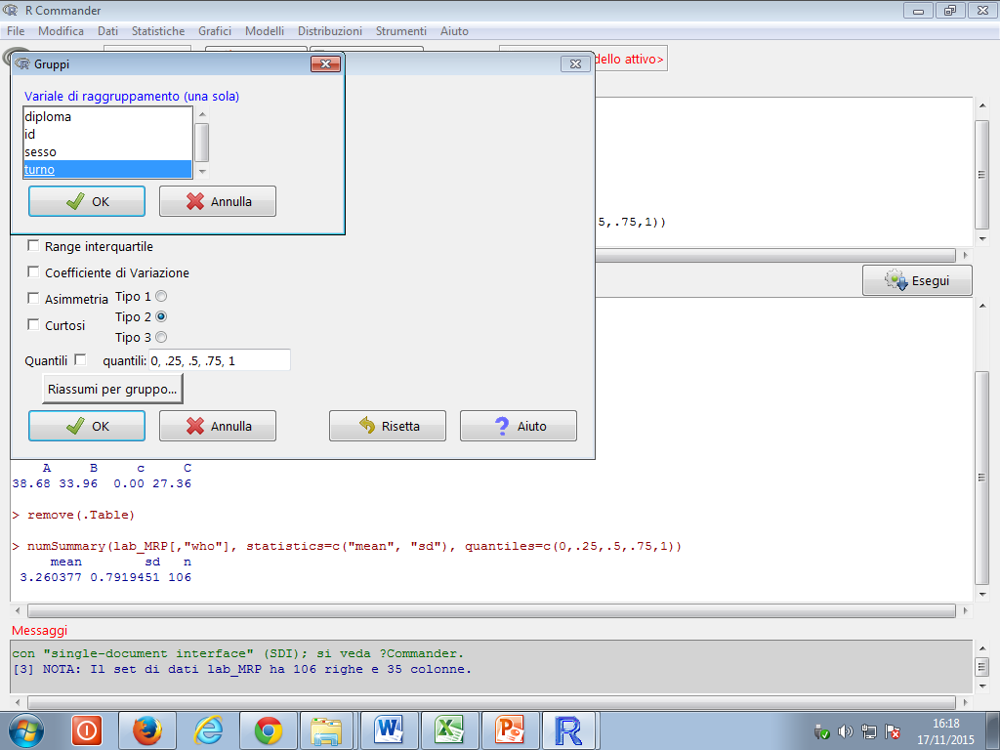 R Commander
File Modifica Dati Statistiche Grafici Modelli Distribuzioni Strumenti Aiuto
dello attivo>
Gruppi
Variale di raggruppamento (una sola)
diploma
id
sesso
turno
OK Annulla
5,.75,1))
Range interquartile
Coefficiente di Variazione
Esegui
Asimmetria Tipo 1
Tipo 2
Curtosi
Tipo 3
Quantili quantili: 0, .25, .5, .75, 1
Riassumi per gruppo...
OK Annulla Risetta Aiuto
A B c C
38.68 33.96 0.00 27.36
> remove(.Table)
> numSummary(lab_MRP[,"who"], statistics=c("mean", "sd"), quantiles=c(0,.25,.5,.75,1))
mean sd n
3.260377 0.7919451 106
Messaggi
con "single-document interface" (SDI); si veda ?Commander.
[3] NOTA: Il set di dati lab_MRP ha 106 righe e 35 colonne.
16:18
17/11/2015